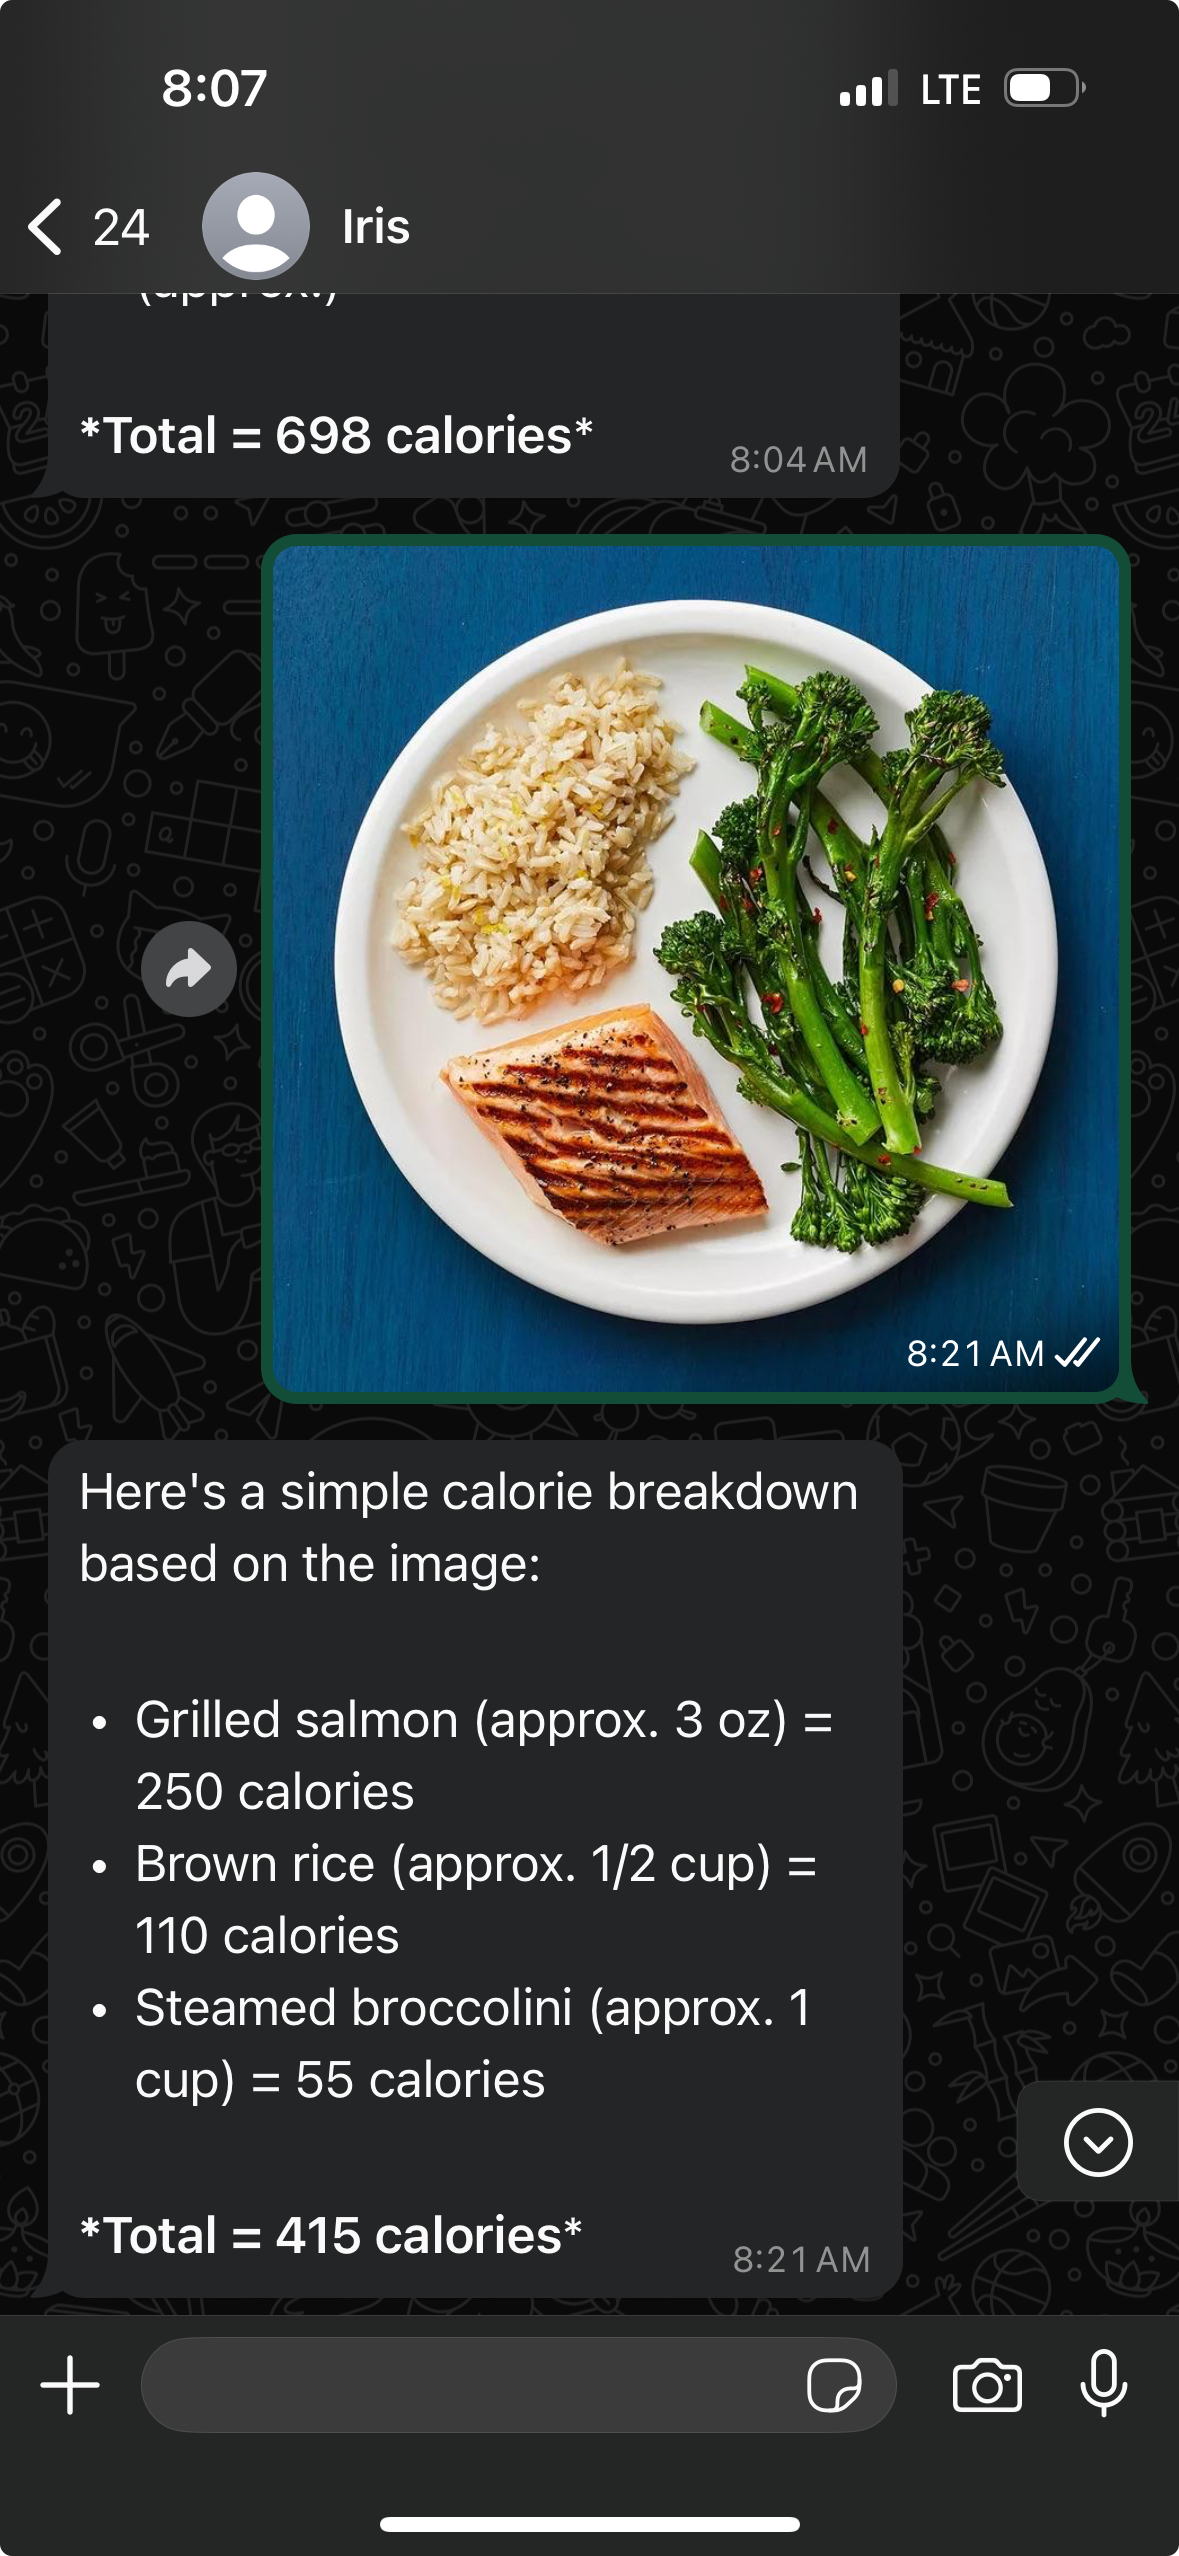 8:07
LTE
24
Iris
(approx.)
*Total = 698 calories*
8:04 AM
8:21 AM
Here's a simple calorie breakdown
based on the image:
• Grilled salmon (approx. 3 oz) =
250 calories
• Brown rice (approx. 1/2 cup) =
110 calories
• Steamed broccolini (approx. 1
cup) = 55 calories
*Total = 415 calories*
8:21 AM